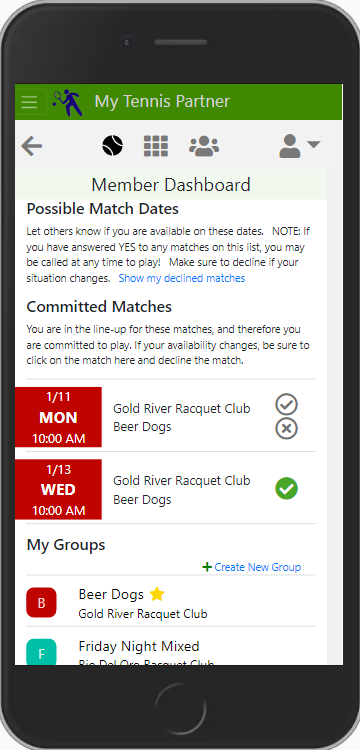 My Tennis Partner
Member Dashboard
Possible Match Dates
Let others know if you are available on these dates. NOTE: If
you have answered YES to any matches on this list, you may
be called at any time to play! Make sure to decline if your
situation changes. Show my declined matches
Committed Matches
You are in the line-up for these matches, and therefore you
are committed to play. If your availability changes, be sure to
click on the match here and decline the match.
1/11
MON
10:00 AM
Gold River Racquet Club
Beer Dogs
1/13
WED
10:00 AM
Gold River Racquet Club
Beer Dogs
My Groups
+ Create New Group
B
Beer Dogs
Gold River Racquet Club
F
Friday Night Mixed
Rio Del Oro Racquet Club